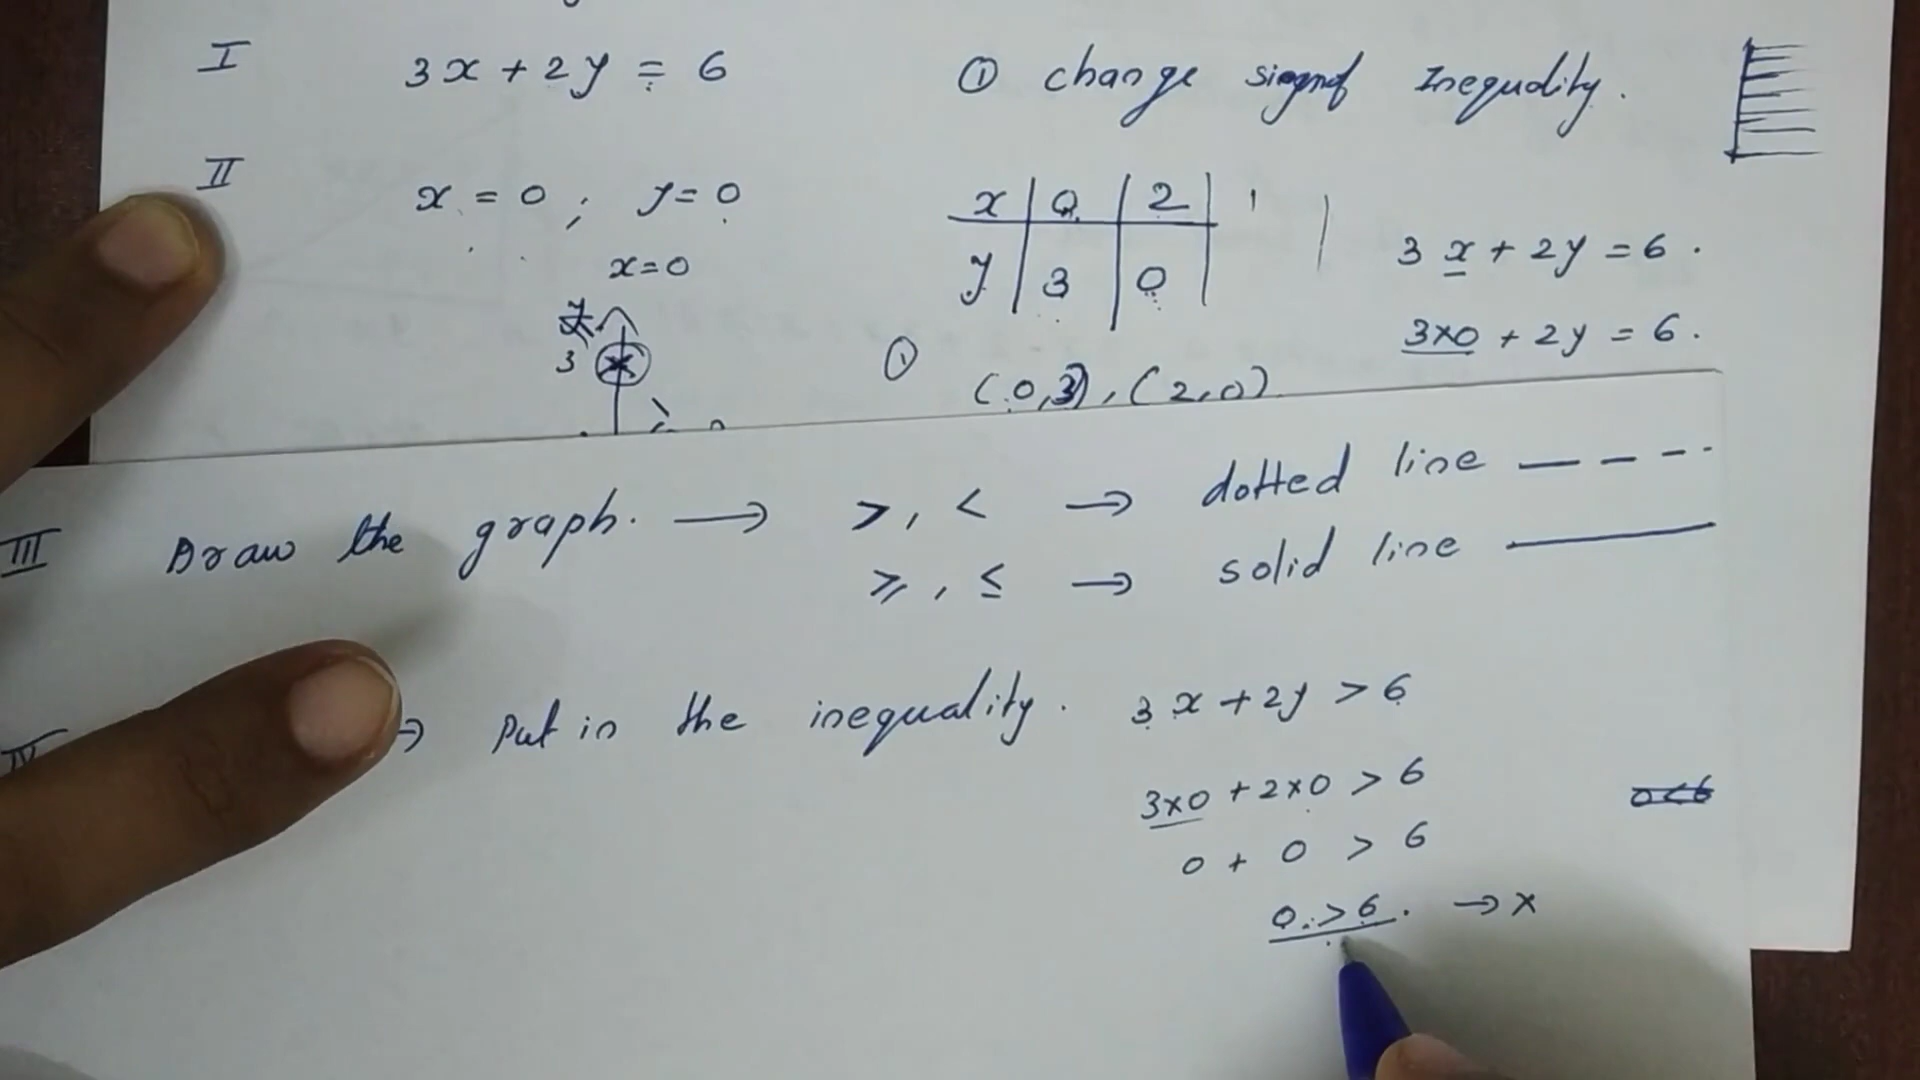 I 3x + 2y = 6 ① change sign of Inequality.
II x = 0 ; y = 0
x | 0 | 2
y | 3 | 0
x = 0
3x + 2y = 6.
3×0 + 2y = 6.
y
3
① (0,3), (2,0)
III Draw the graph. → >, < → dotted line
≥, ≤ → solid line
IV → Put in the inequality. 3x + 2y > 6
3×0 + 2×0 > 6
0<6
0 + 0 > 6
0 > 6. → x